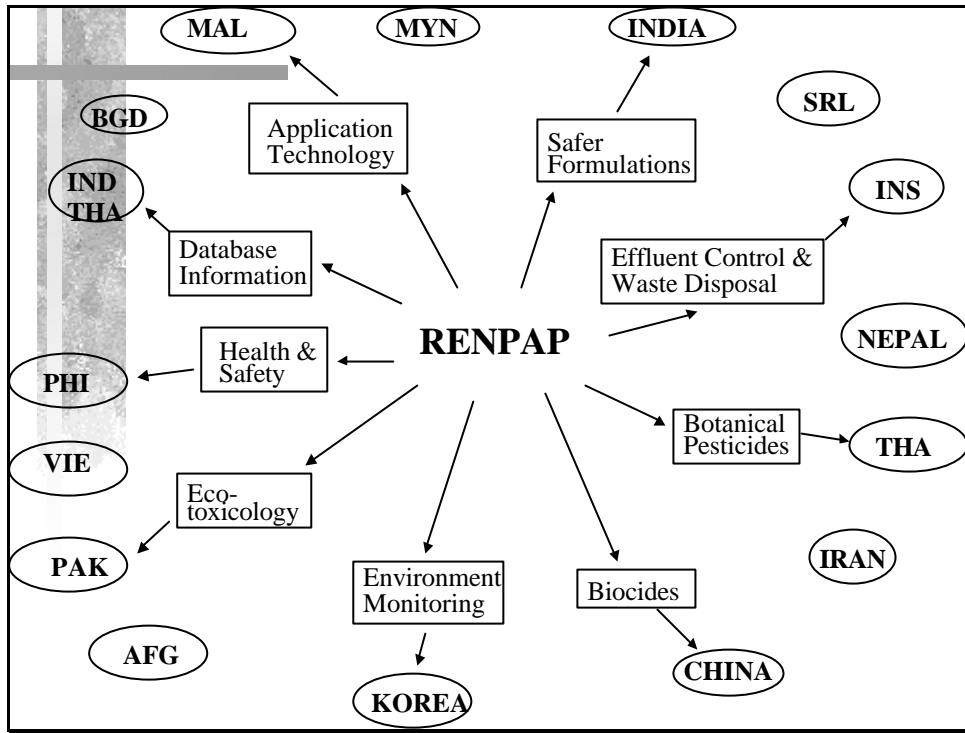 MAL
MYN
INDIA
BGD
SRL
Application
Technology
Safer
Formulations
IND
THA
INS
Database
Information
Effluent Control &
Waste Disposal
RENPAP
NEPAL
Health &
Safety
PHI
Botanical
Pesticides
THA
VIE
Eco-
toxicology
PAK
IRAN
Environment
Monitoring
Biocides
AFG
CHINA
KOREA